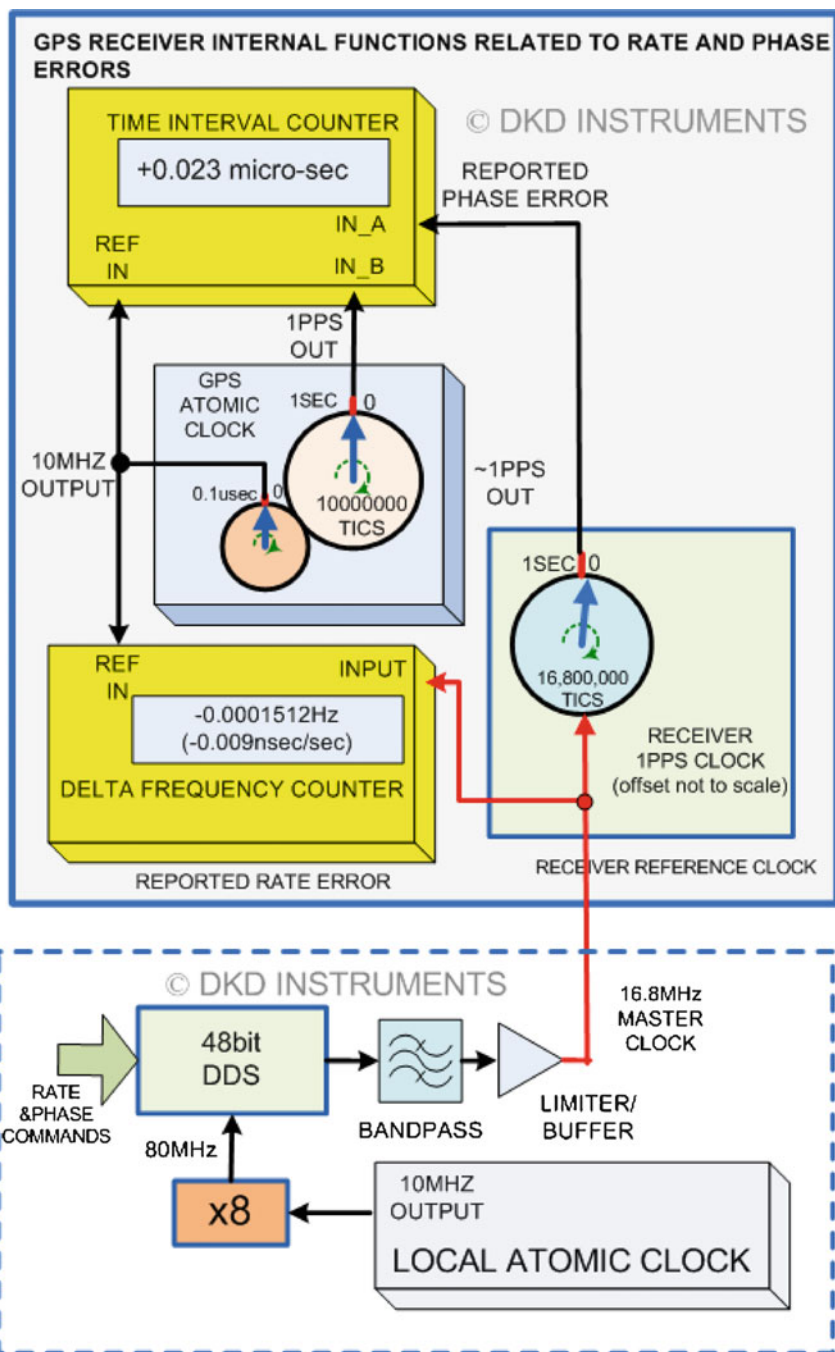 GPS RECEIVER INTERNAL FUNCTIONS RELATED TO RATE AND PHASE
ERRORS
© DKD INSTRUMENTS
TIME INTERVAL COUNTER
+0.023 micro-sec
REPORTED
PHASE ERROR
IN_A
REF
IN
IN_B
1PPS
OUT
GPS
ATOMIC
CLOCK
1SEC
0
10MHZ
OUTPUT
0.1usec
0
10000000
TICS
~1PPS
OUT
1SEC
0
16,800,000
TICS
REF
IN
INPUT
-0.0001512Hz
(-0.009nsec/sec)
DELTA FREQUENCY COUNTER
RECEIVER
1PPS CLOCK
(offset not to scale)
REPORTED RATE ERROR
RECEIVER REFERENCE CLOCK
© DKD INSTRUMENTS
16.8MHz
MASTER
CLOCK
48bit
DDS
RATE
&PHASE
COMMANDS
BANDPASS
LIMITER/
BUFFER
80MHz
x8
10MHZ
OUTPUT
LOCAL ATOMIC CLOCK